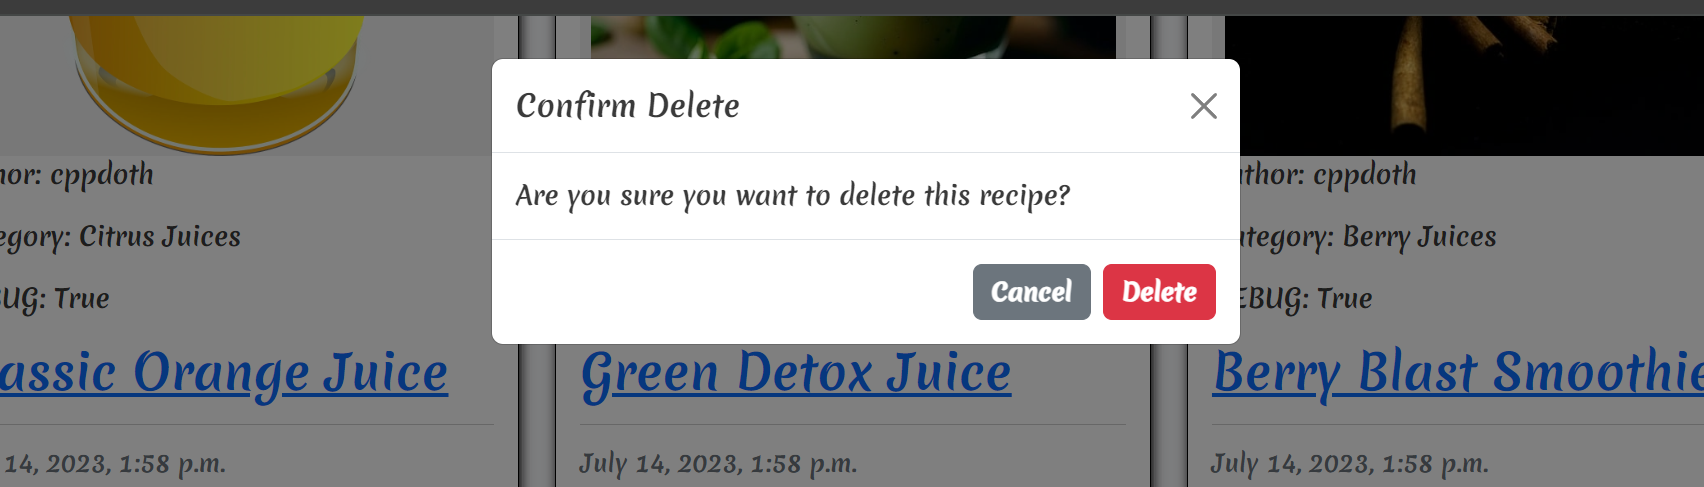 Confirm Delete
Are you sure you want to delete this recipe?
Cancel Delete
hor: cppdoth
egory: Citrus Juices
UG: True
assic Orange Juice
14, 2023, 1:58 p.m.
Green Detox Juice
July 14, 2023, 1:58 p.m.
thor: cppdoth
ategory: Berry Juices
EBUG: True
Berry Blast Smoothie
July 14, 2023, 1:58 p.m.